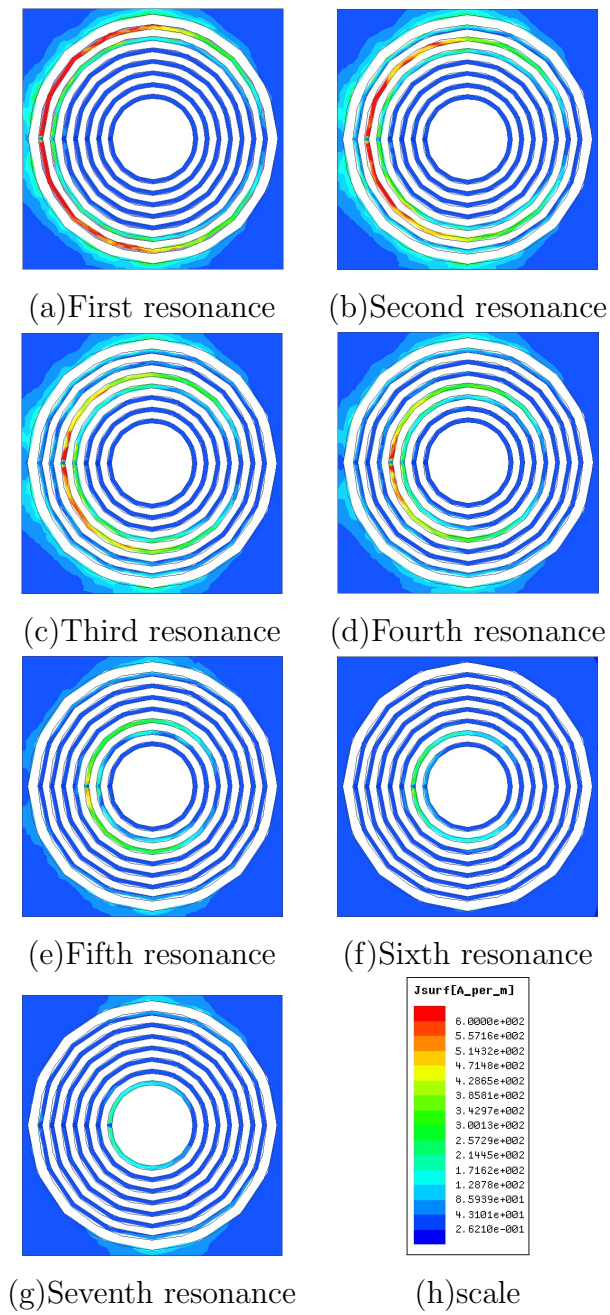 (a)First resonance
(b)Second resonance
(c)Third resonance
(d)Fourth resonance
(e)Fifth resonance
(f)Sixth resonance
Jsurf[A_per_m]
6.0000e+002
5.5716e+002
5.1432e+002
4.7148e+002
4.2865e+002
3.8581e+002
3.4297e+002
3.0013e+002
2.5729e+002
2.1445e+002
1.7162e+002
1.2878e+002
8.5939e+001
4.3101e+001
2.6210e-001
(g)Seventh resonance
(h)scale